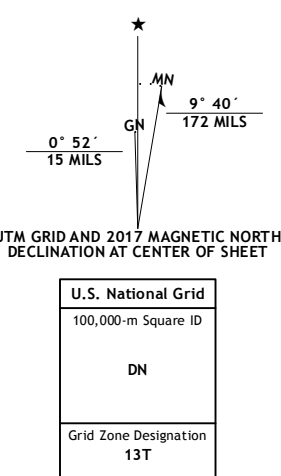 MN
9° 40´
172 MILS
GN
0° 52´
15 MILS
UTM GRID AND 2017 MAGNETIC NORTH
DECLINATION AT CENTER OF SHEET
U.S. National Grid
100,000-m Square ID
DN
Grid Zone Designation
13T